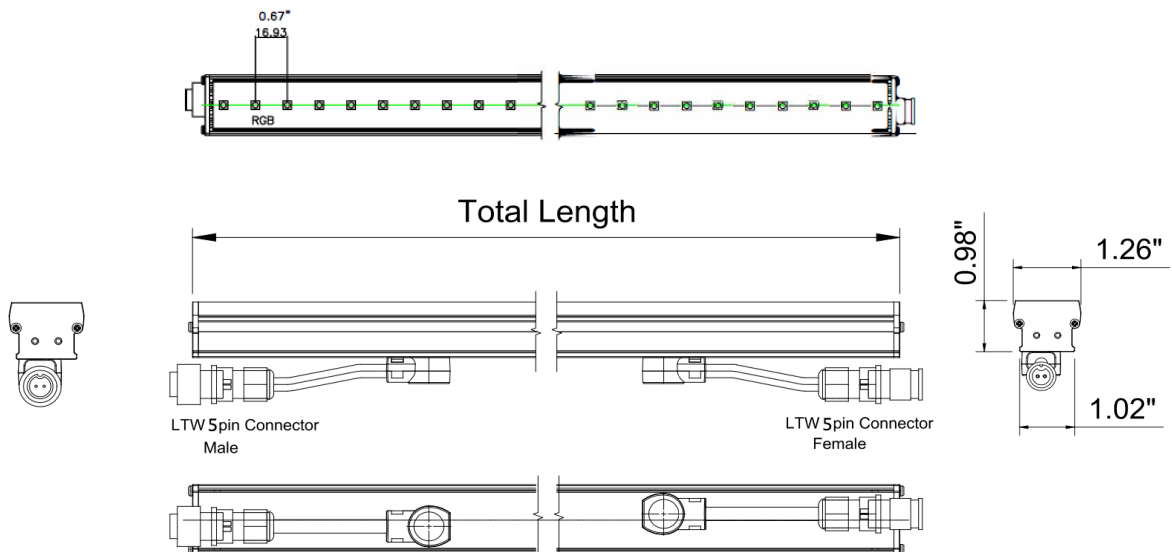 0.67"
16.93
RGB
Total Length
0.98"
1.26"
1.02"
LTW 5pin Connector
Male
LTW 5pin Connector
Female